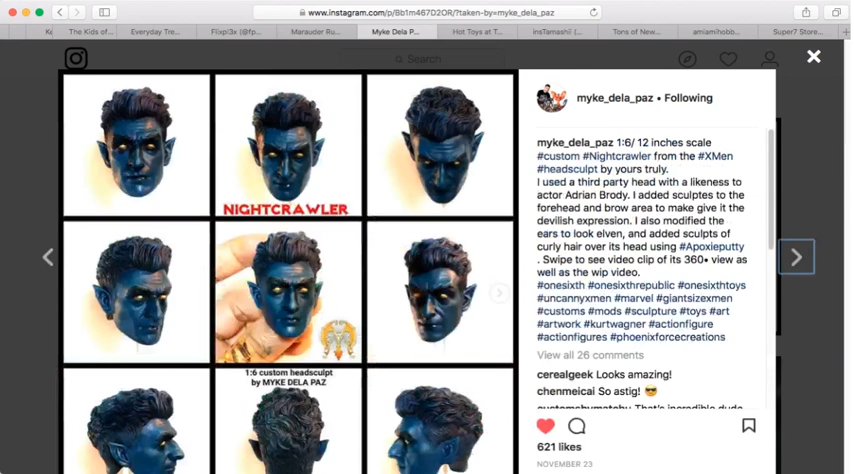 www.instagram.com/p/Bb1m467D2OR/?taken-by=myke_dela_paz
The Kids of...
Everyday Tre...
Flixpi3x (@fp...
Marauder Ru...
Myke Dela P...
Hot Toys at T...
insTamashii (...
Tons of New...
amiamihobb...
Super7 Store...
Search
NIGHTCRAWLER
1:6 custom headsculpt
by MYKE DELA PAZ
myke_dela_paz • Following
myke_dela_paz 1:6/ 12 inches scale
#custom #Nightcrawler from the #XMen
#headsculpt by yours truly.
I used a third party head with a likeness to
actor Adrian Brody. I added sculptes to the
forehead and brow area to make give it the
devilish expression. I also modified the
ears to look elven, and added sculpts of
curly hair over its head using #Apoxieputty
. Swipe to see video clip of its 360• view as
well as the wip video.
#onesixth #onesixthrepublic #onesixthtoys
#uncannyxmen #marvel #giantsizexmen
#customs #mods #sculpture #toys #art
#artwork #kurtwagner #actionfigure
#actionfigures #phoenixforcecreations
View all 26 comments
cerealgeek Looks amazing!
chenmeicai So astig! 😎
customsbymatchu That's incredible dude
621 likes
NOVEMBER 23